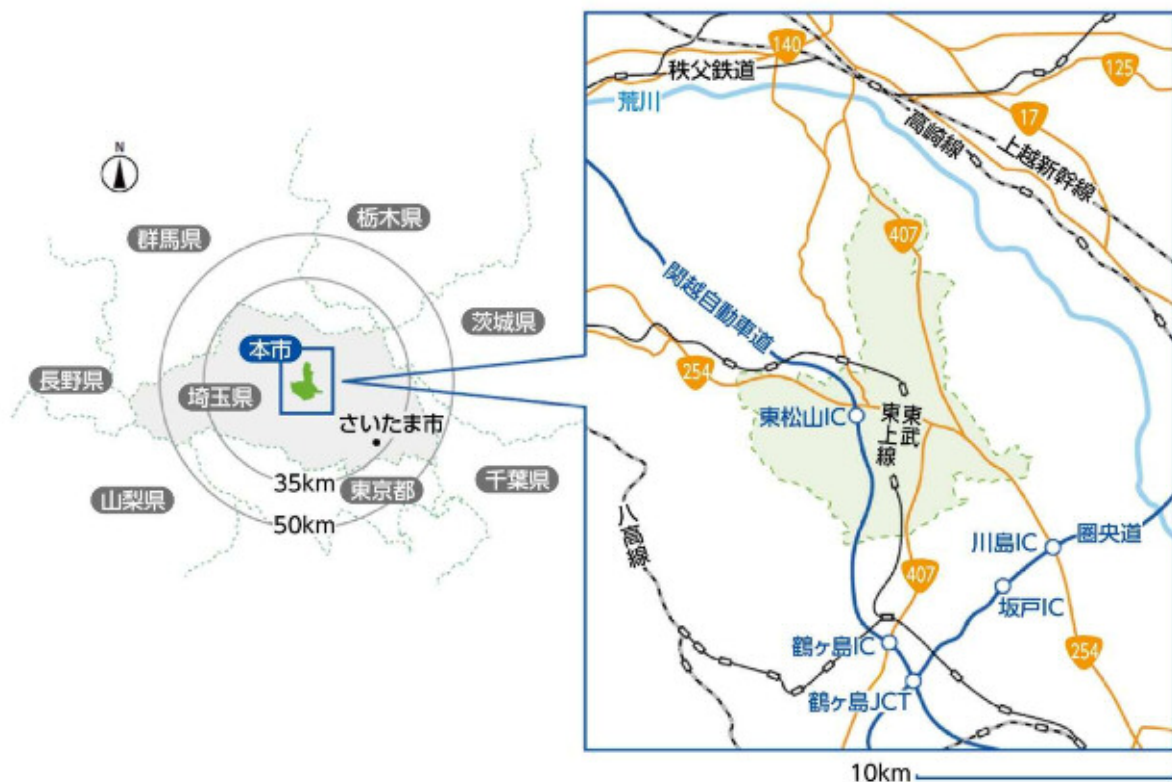 N
栃木県
群馬県
茨城県
本市
長野県
埼玉県
さいたま市
35km
東京都
千葉県
山梨県
50km
140
秩父鉄道
125
荒川
17
高崎線
上越新幹線
407
関越自動車道
254
東松山IC
東武
東上線
八高線
川島IC
圏央道
407
坂戸IC
鶴ヶ島IC
254
鶴ヶ島JCT
10km